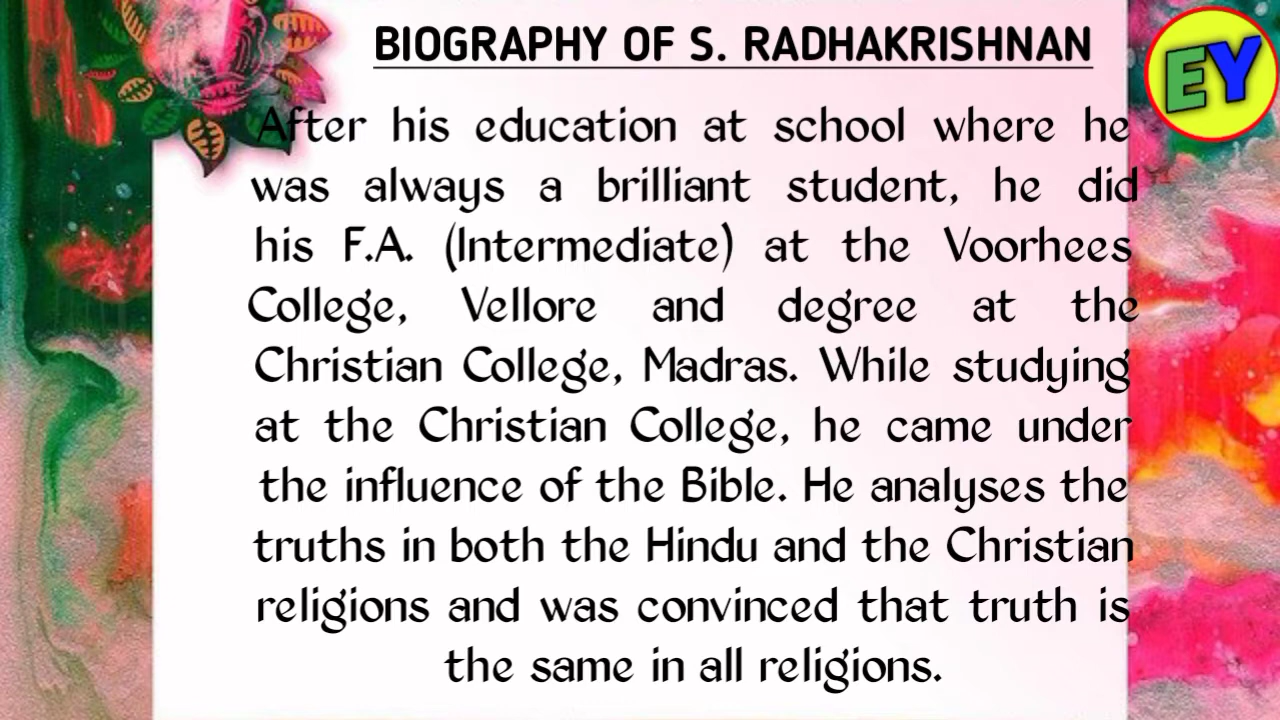 BIOGRAPHY OF S. RADHAKRISHNAN
EY
After his education at school where he
was always a brilliant student, he did
his F.A. (Intermediate) at the Voorhees
College, Vellore and degree at the
Christian College, Madras. While studying
at the Christian College, he came under
the influence of the Bible. He analyses the
truths in both the Hindu and the Christian
religions and was convinced that truth is
the same in all religions.